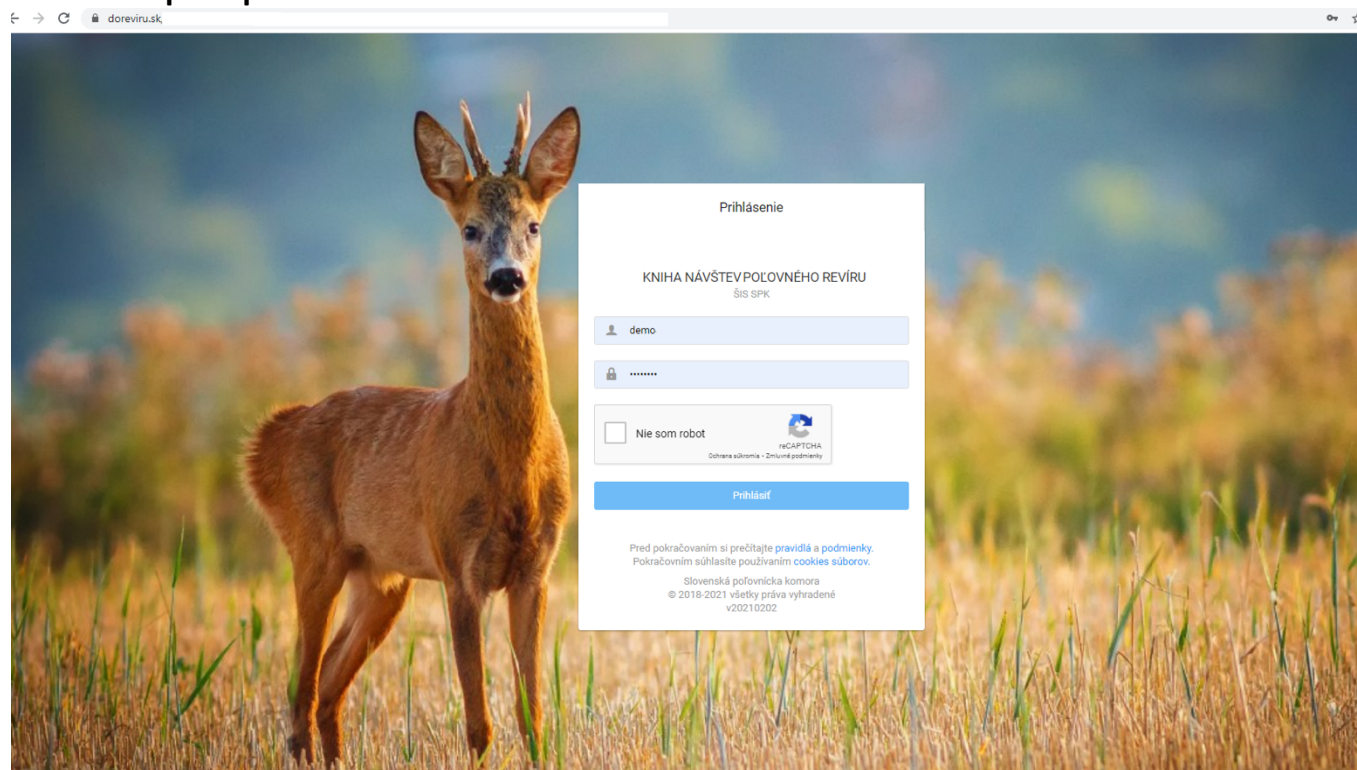 doreviru.sk
Prihlásenie
KNIHA NÁVŠTEV POĽOVNÉHO REVÍRU
ŠIS SPK
demo
••••••••
Nie som robot
reCAPTCHA
Ochrana súkromia - Zmluvné podmienky
Prihlásiť
Pred pokračovaním si prečítajte pravidlá a podmienky.
Pokračovním súhlasíte používaním cookies súborov.
Slovenská poľovnícka komora
© 2018-2021 všetky práva vyhradené
v20210202